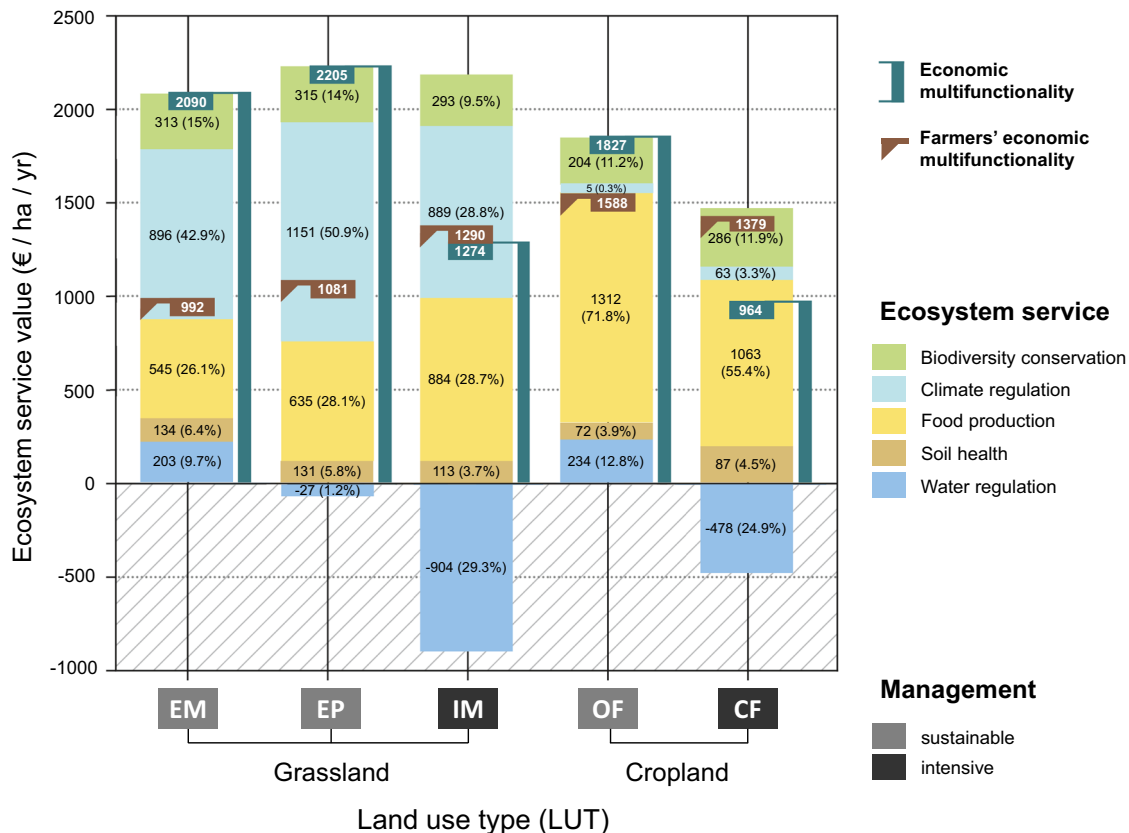 Ecosystem service value (€ / ha / yr)
2500
2000
1500
1000
500
0
-500
-1000
2090
313 (15%)
896 (42.9%)
992
545 (26.1%)
134 (6.4%)
203 (9.7%)
2205
315 (14%)
1151 (50.9%)
1081
635 (28.1%)
131 (5.8%)
-27 (1.2%)
293 (9.5%)
889 (28.8%)
1290
1274
884 (28.7%)
113 (3.7%)
-904 (29.3%)
1827
204 (11.2%)
5 (0.3%)
1588
1312
(71.8%)
72 (3.9%)
234 (12.8%)
1379
286 (11.9%)
63 (3.3%)
964
1063
(55.4%)
87 (4.5%)
-478 (24.9%)
EM
EP
IM
OF
CF
Grassland
Cropland
Land use type (LUT)
Economic
multifunctionality
Farmers' economic
multifunctionality
Ecosystem service
Biodiversity conservation
Climate regulation
Food production
Soil health
Water regulation
Management
sustainable
intensive